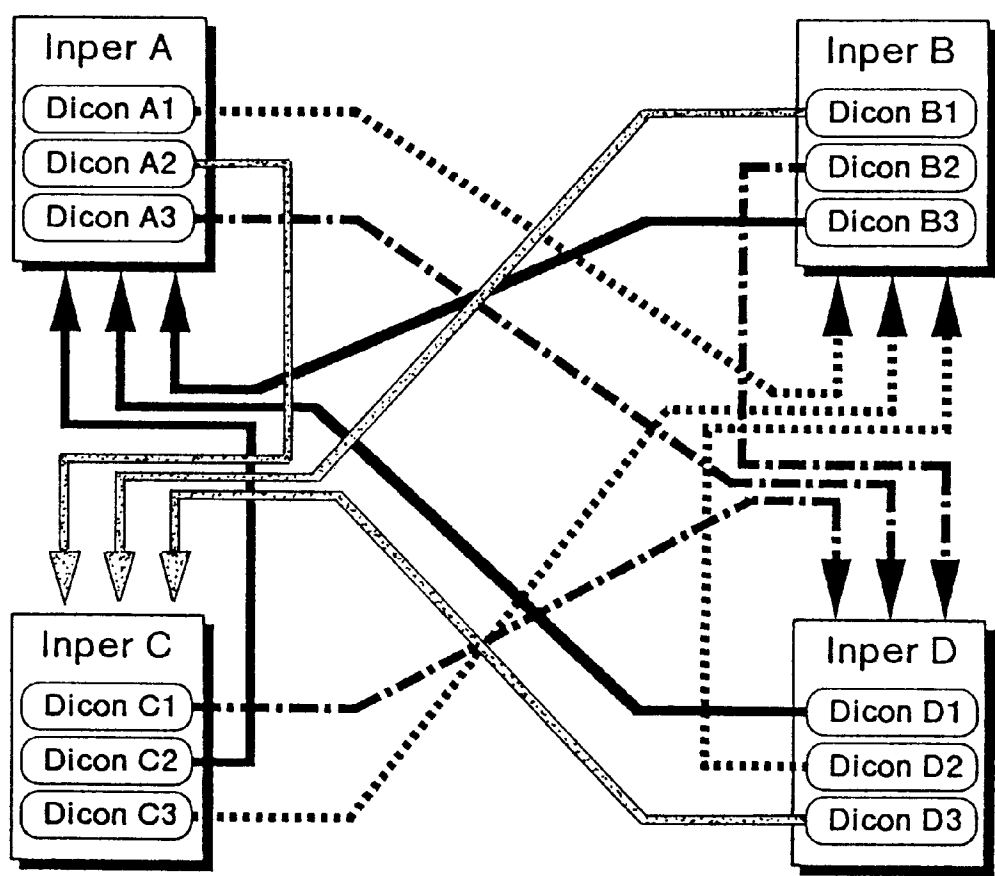 Inper A
Dicon A1
Dicon A2
Dicon A3
Inper B
Dicon B1
Dicon B2
Dicon B3
Inper C
Dicon C1
Dicon C2
Dicon C3
Inper D
Dicon D1
Dicon D2
Dicon D3